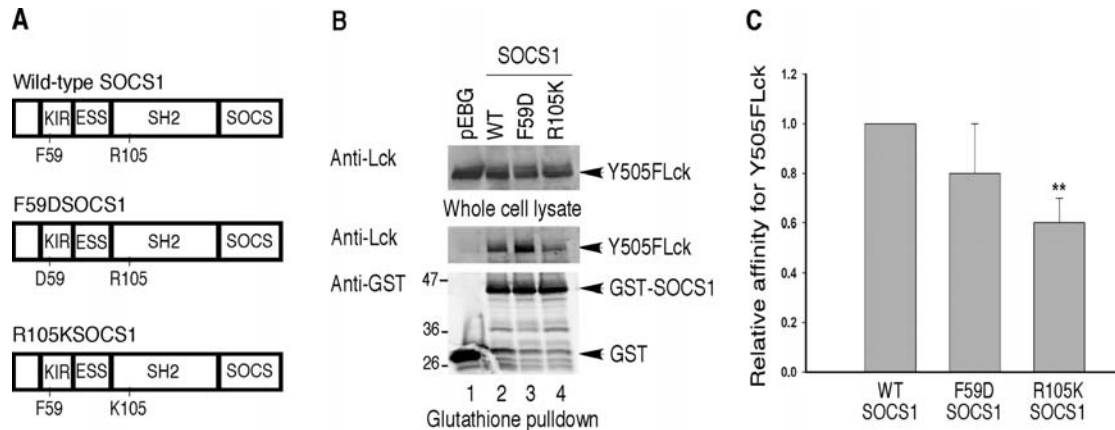 A
Wild-type SOCS1
KIR ESS SH2 SOCS
F59 R105
F59DSOCS1
KIR ESS SH2 SOCS
D59 R105
R105KSOCS1
KIR ESS SH2 SOCS
F59 K105
B
SOCS1
pEBG WT F59D R105K
Anti-Lck Y505FLck
Whole cell lysate
Anti-Lck Y505FLck
Anti-GST 47 GST-SOCS1
36
26 GST
1 2 3 4
Glutathione pulldown
C
Relative affinity for Y505FLck
1.2
1.0
0.8
0.6
0.4
0.2
0.0
**
WT SOCS1
F59D SOCS1
R105K SOCS1